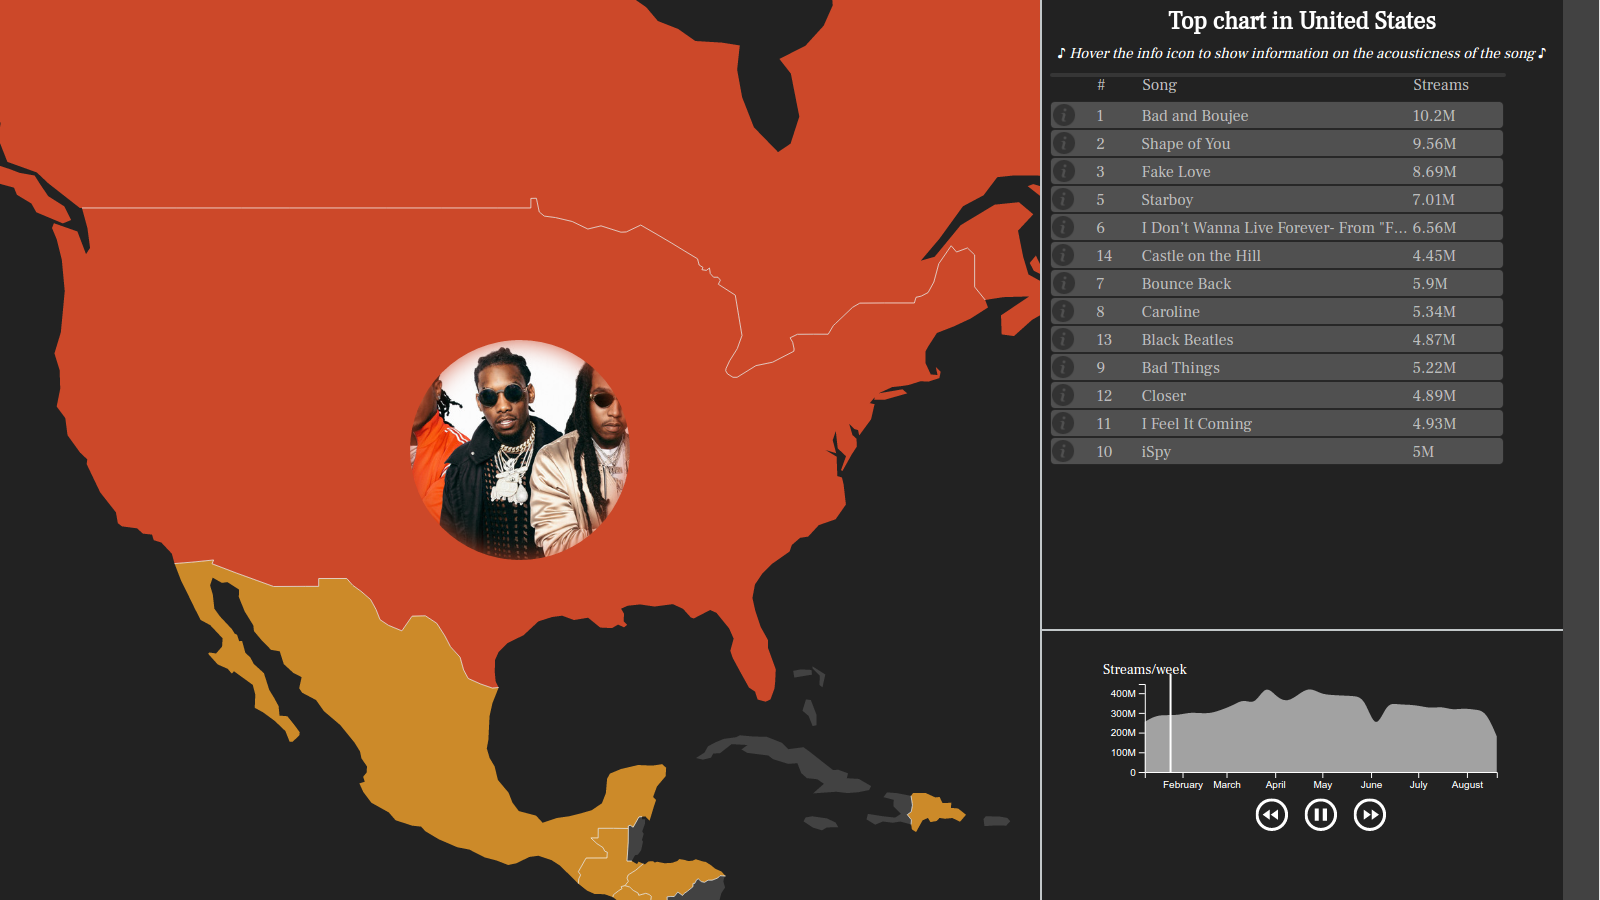 Top chart in United States
♪ Hover the info icon to show information on the acousticness of the song ♪
# Song Streams
i 1 Bad and Boujee 10.2M
i 2 Shape of You 9.56M
i 3 Fake Love 8.69M
i 5 Starboy 7.01M
i 6 I Don't Wanna Live Forever- From "F... 6.56M
i 14 Castle on the Hill 4.45M
i 7 Bounce Back 5.9M
i 8 Caroline 5.34M
i 13 Black Beatles 4.87M
i 9 Bad Things 5.22M
i 12 Closer 4.89M
i 11 I Feel It Coming 4.93M
i 10 iSpy 5M
Streams/week
400M
300M
200M
100M
0
February March April May June July August